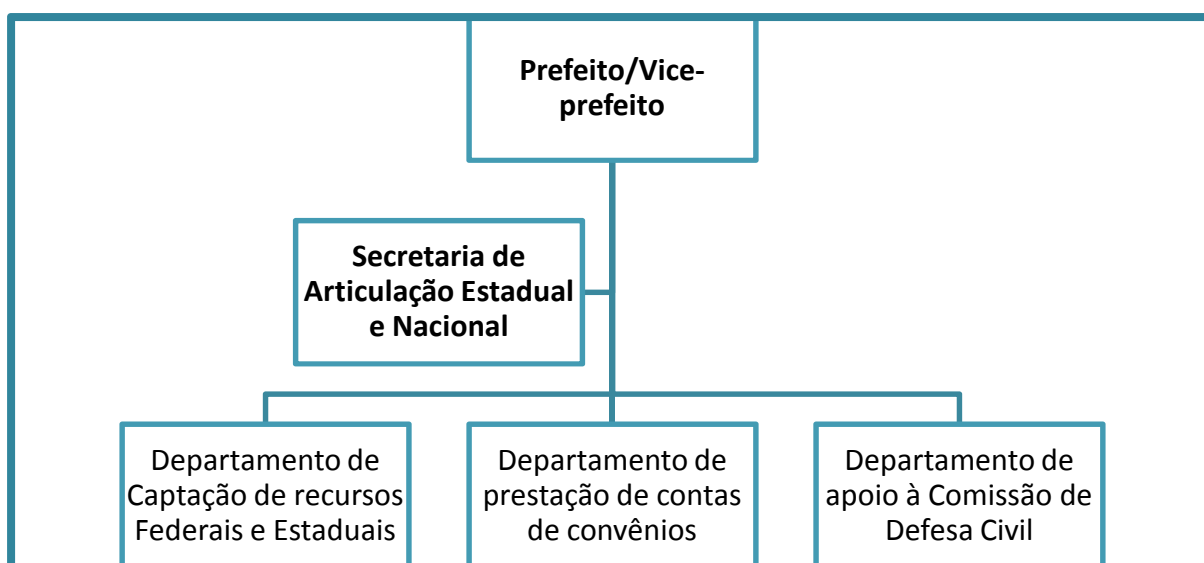 Prefeito/Vice-
prefeito
Secretaria de
Articulação Estadual
e Nacional
Departamento de
Captação de recursos
Federais e Estaduais
Departamento de
prestação de contas
de convênios
Departamento de
apoio à Comissão de
Defesa Civil